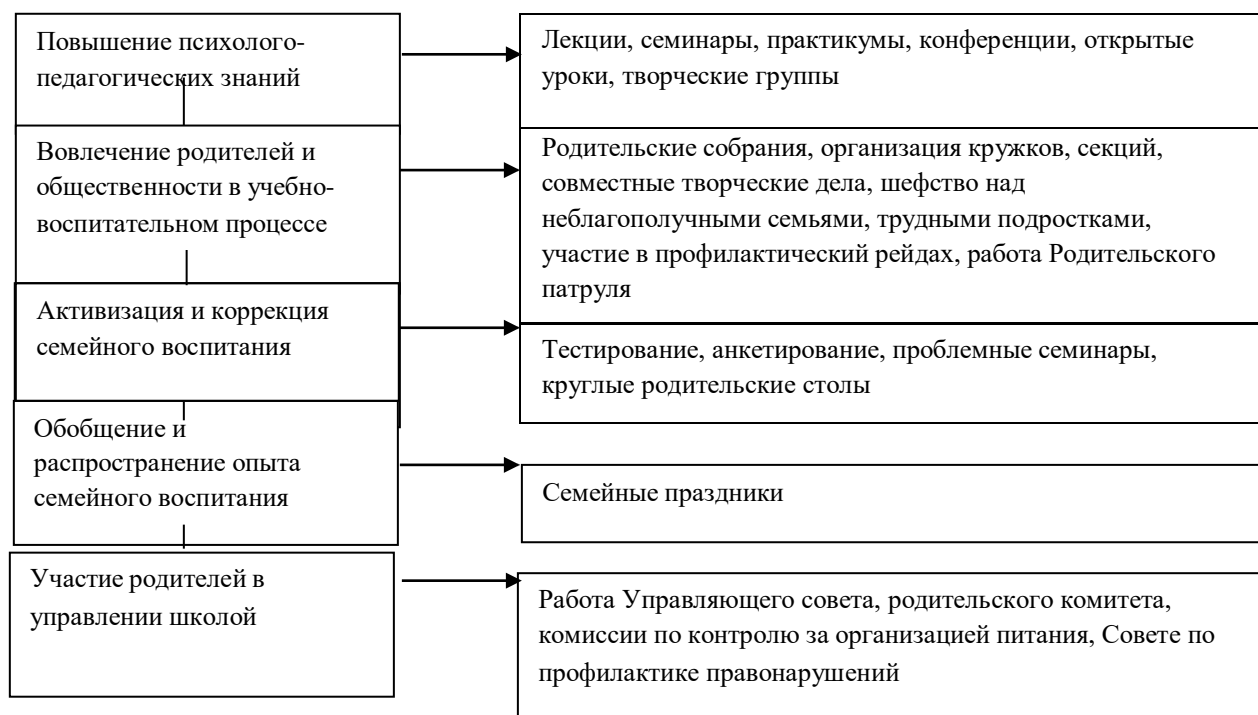 Повышение психолого-
педагогических знаний
Лекции, семинары, практикумы, конференции, открытые
уроки, творческие группы
Вовлечение родителей и
общественности в учебно-
воспитательном процессе
Родительские собрания, организация кружков, секций,
совместные творческие дела, шефство над
неблагополучными семьями, трудными подростками,
участие в профилактический рейдах, работа Родительского
патруля
Активизация и коррекция
семейного воспитания
Тестирование, анкетирование, проблемные семинары,
круглые родительские столы
Обобщение и
распространение опыта
семейного воспитания
Семейные праздники
Участие родителей в
управлении школой
Работа Управляющего совета, родительского комитета,
комиссии по контролю за организацией питания, Совете по
профилактике правонарушений